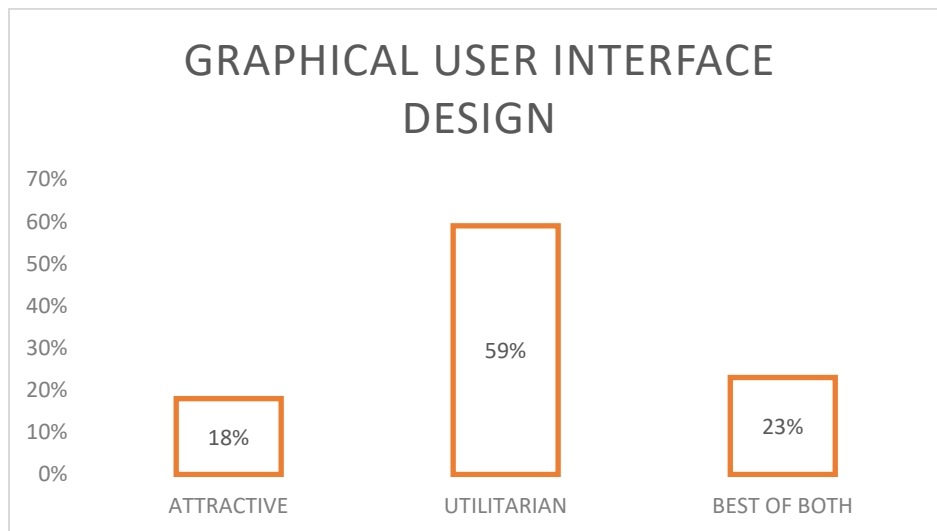 GRAPHICAL USER INTERFACE
DESIGN
70%
60%
50%
40%
30%
20%
10%
0%
18%
59%
23%
ATTRACTIVE
UTILITARIAN
BEST OF BOTH